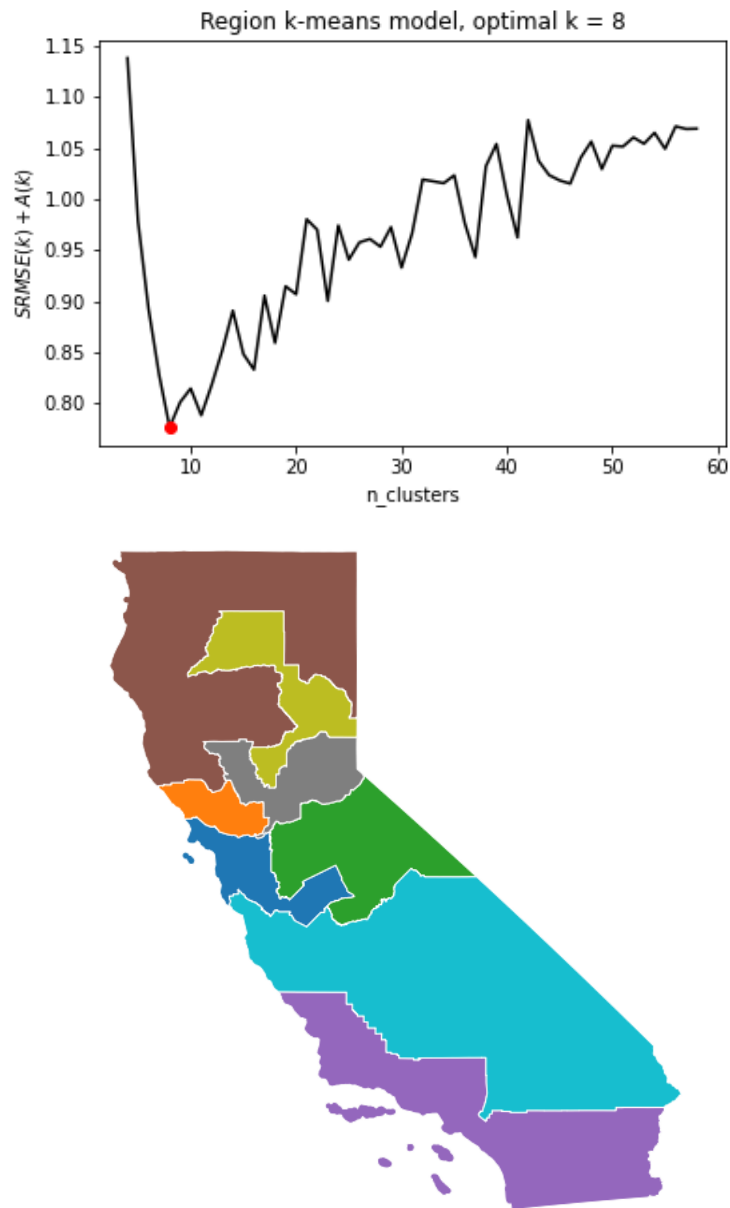 Region k-means model, optimal k = 8
1.15
1.10
1.05
1.00
0.95
0.90
0.85
0.80
SRMSE(k) + A(k)
10 20 30 40 50 60
n_clusters